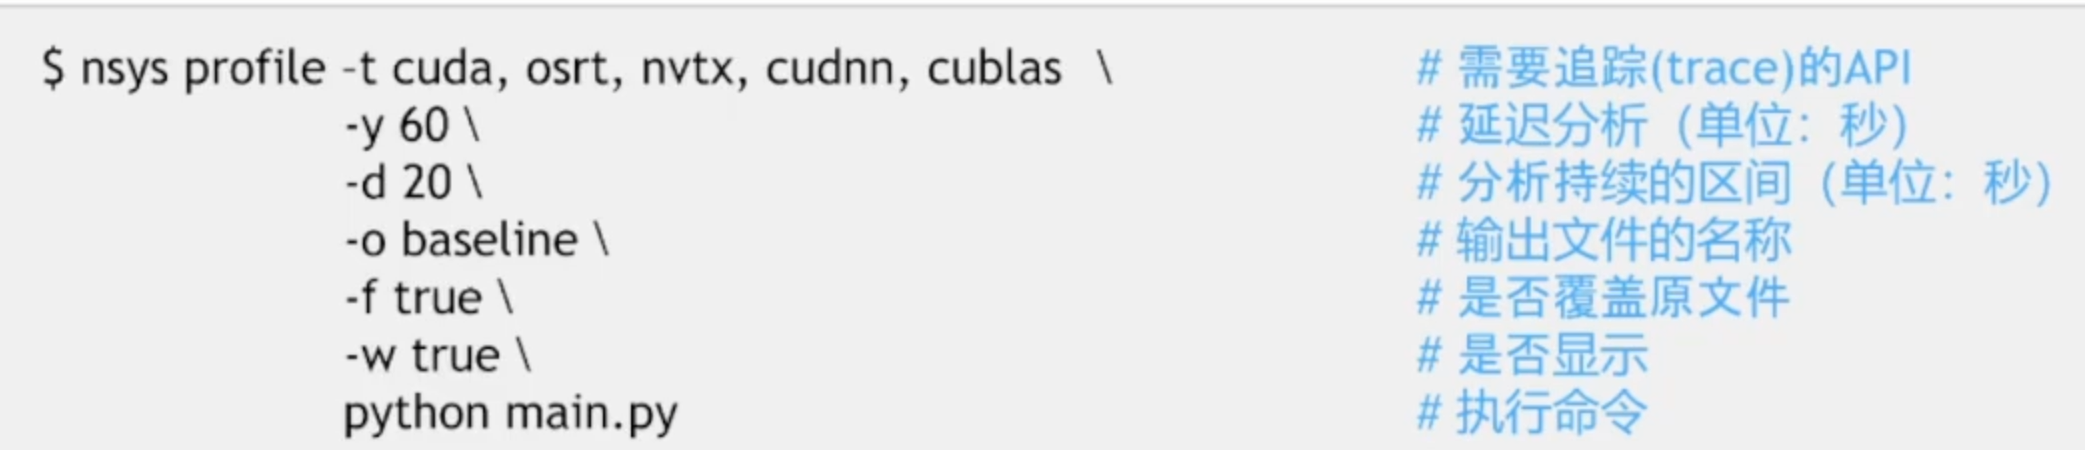 $ nsys profile -t cuda, osrt, nvtx, cudnn, cublas \ # 需要追踪(trace)的API
-y 60 \ # 延迟分析（单位：秒）
-d 20 \ # 分析持续的区间（单位：秒）
-o baseline \ # 输出文件的名称
-f true \ # 是否覆盖原文件
-w true \ # 是否显示
python main.py # 执行命令